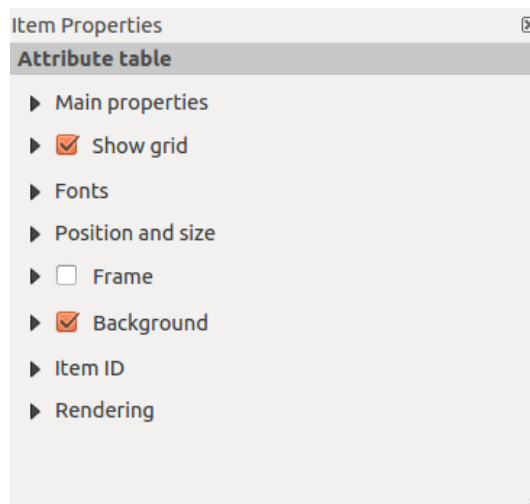 Item Properties
Attribute table
Main properties
Show grid
Fonts
Position and size
Frame
Background
Item ID
Rendering